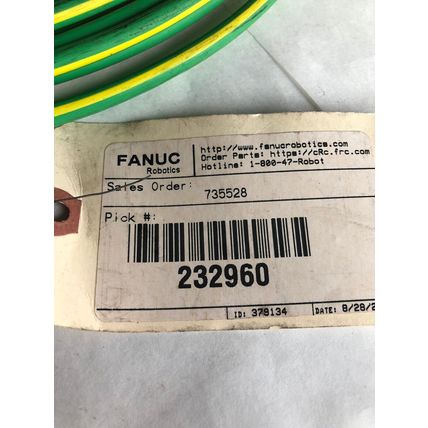 FANUC
Robotics
http://www.fanucrobotics.com
Order Parts: https://cRc.frc.com
Hotline: 1-800-47-Robot
Sales Order: 735528
Pick #:
232960
ID: 379134 DATE: 8/28/2